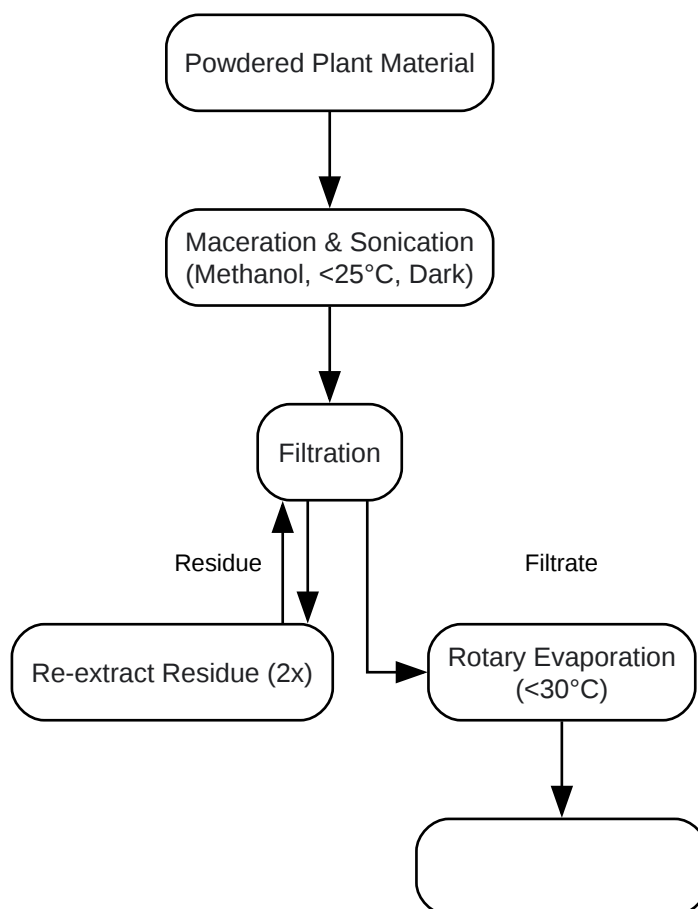 Powdered Plant Material
Maceration & Sonication
(Methanol, <25°C, Dark)
Filtration
Residue
Filtrate
Re-extract Residue (2x)
Rotary Evaporation
(<30°C)